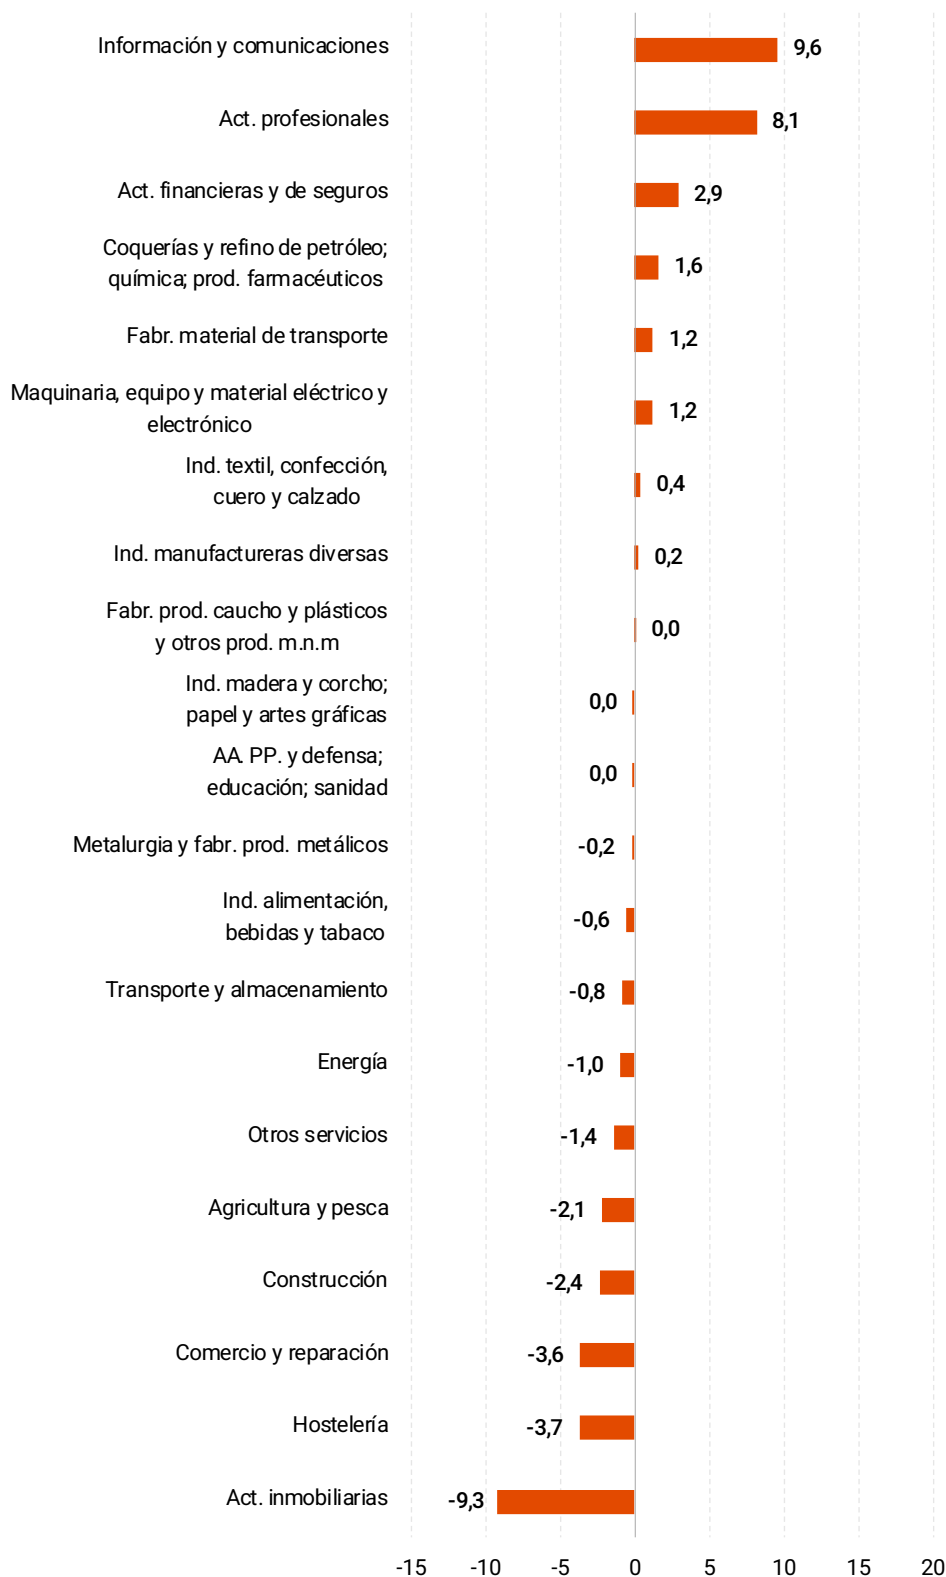 Información y comunicaciones
9,6
Act. profesionales
8,1
Act. financieras y de seguros
2,9
Coquerías y refino de petróleo;
química; prod. farmacéuticos
1,6
Fabr. material de transporte
1,2
Maquinaria, equipo y material eléctrico y
electrónico
1,2
Ind. textil, confección,
cuero y calzado
0,4
Ind. manufactureras diversas
0,2
Fabr. prod. caucho y plásticos
y otros prod. m.n.m
0,0
Ind. madera y corcho;
papel y artes gráficas
0,0
AA. PP. y defensa;
educación; sanidad
0,0
Metalurgia y fabr. prod. metálicos
-0,2
Ind. alimentación,
bebidas y tabaco
-0,6
Transporte y almacenamiento
-0,8
Energía
-1,0
Otros servicios
-1,4
Agricultura y pesca
-2,1
Construcción
-2,4
Comercio y reparación
-3,6
Hostelería
-3,7
Act. inmobiliarias
-9,3
-15 -10 -5 0 5 10 15 20